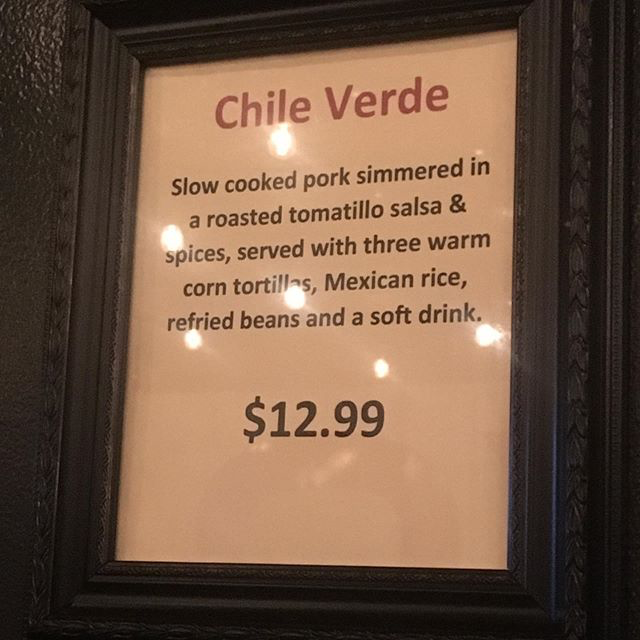 Chile Verde
Slow cooked pork simmered in
a roasted tomatillo salsa &
spices, served with three warm
corn tortillas, Mexican rice,
refried beans and a soft drink.
$12.99